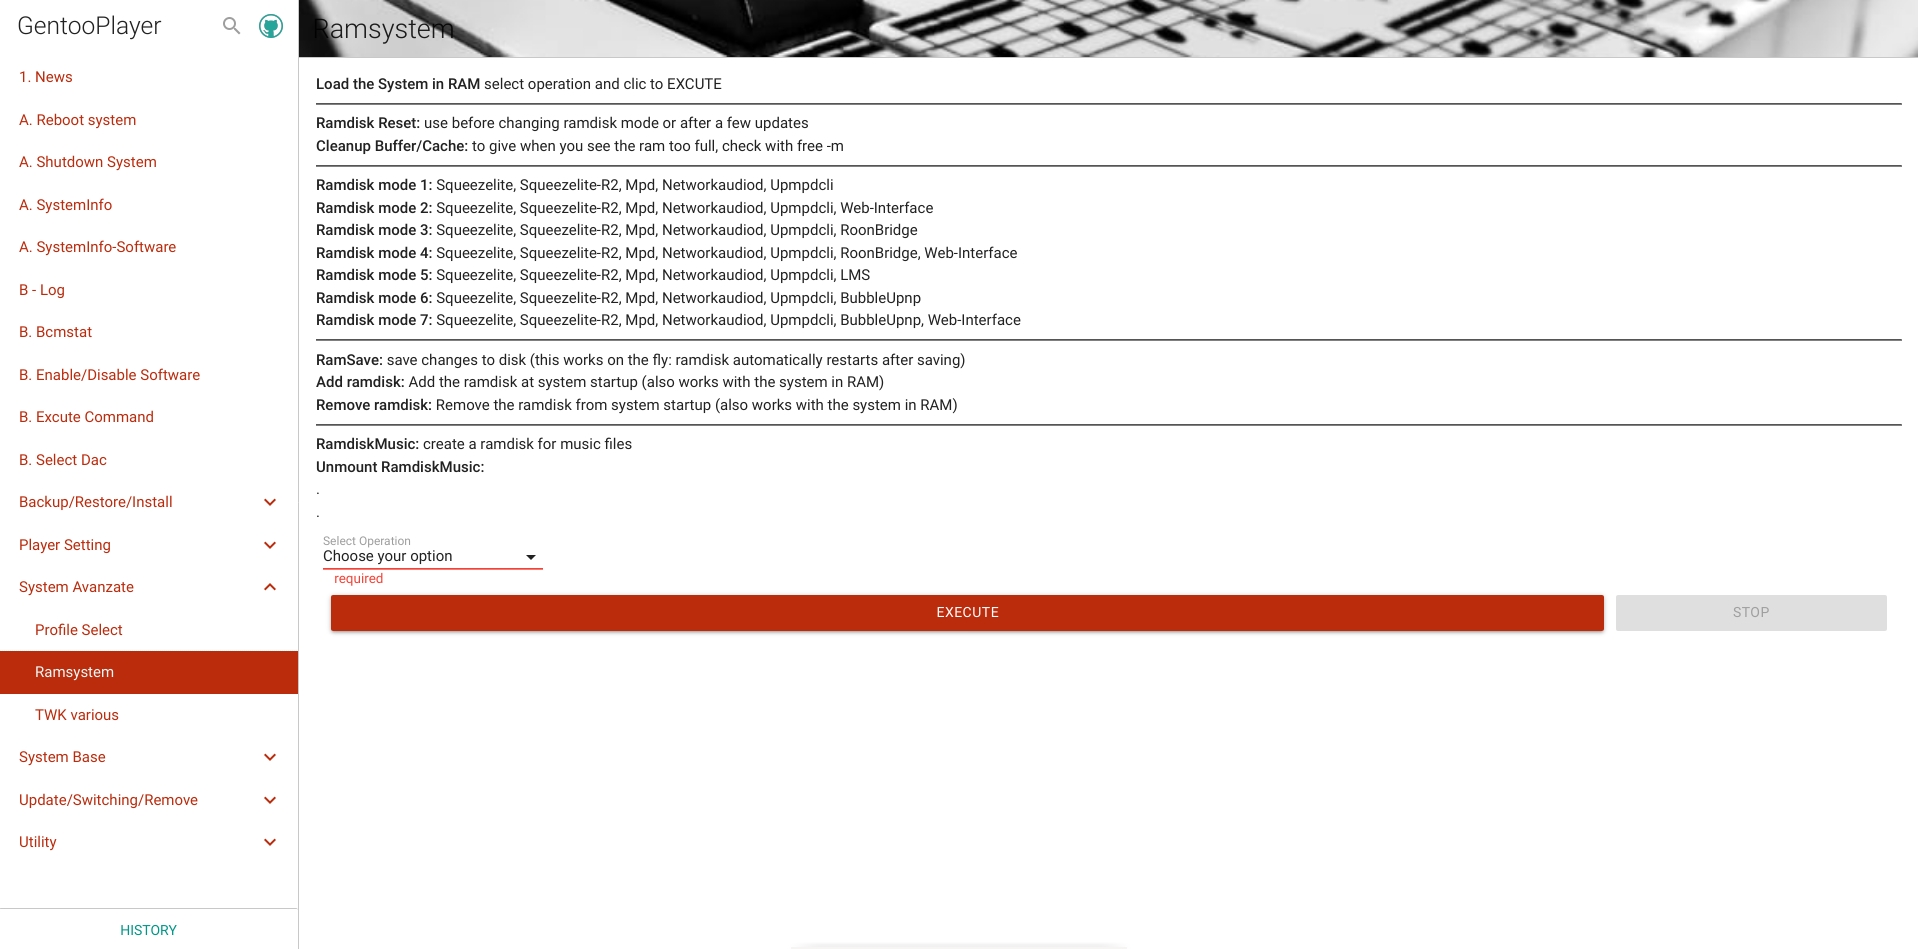 GentooPlayer
1. News
A. Reboot system
A. Shutdown System
A. SystemInfo
A. SystemInfo-Software
B - Log
B. Bcmstat
B. Enable/Disable Software
B. Excute Command
B. Select Dac
Backup/Restore/Install
Player Setting
System Avanzate
Profile Select
Ramsystem
TWK various
System Base
Update/Switching/Remove
Utility
HISTORY
Ramsystem
Load the System in RAM select operation and clic to EXCUTE
Ramdisk Reset: use before changing ramdisk mode or after a few updates
Cleanup Buffer/Cache: to give when you see the ram too full, check with free -m
Ramdisk mode 1: Squeezelite, Squeezelite-R2, Mpd, Networkaudiod, Upmpdcli
Ramdisk mode 2: Squeezelite, Squeezelite-R2, Mpd, Networkaudiod, Upmpdcli, Web-Interface
Ramdisk mode 3: Squeezelite, Squeezelite-R2, Mpd, Networkaudiod, Upmpdcli, RoonBridge
Ramdisk mode 4: Squeezelite, Squeezelite-R2, Mpd, Networkaudiod, Upmpdcli, RoonBridge, Web-Interface
Ramdisk mode 5: Squeezelite, Squeezelite-R2, Mpd, Networkaudiod, Upmpdcli, LMS
Ramdisk mode 6: Squeezelite, Squeezelite-R2, Mpd, Networkaudiod, Upmpdcli, BubbleUpnp
Ramdisk mode 7: Squeezelite, Squeezelite-R2, Mpd, Networkaudiod, Upmpdcli, BubbleUpnp, Web-Interface
RamSave: save changes to disk (this works on the fly: ramdisk automatically restarts after saving)
Add ramdisk: Add the ramdisk at system startup (also works with the system in RAM)
Remove ramdisk: Remove the ramdisk from system startup (also works with the system in RAM)
RamdiskMusic: create a ramdisk for music files
Unmount RamdiskMusic:
.
.
Select Operation
Choose your option
required
EXECUTE
STOP